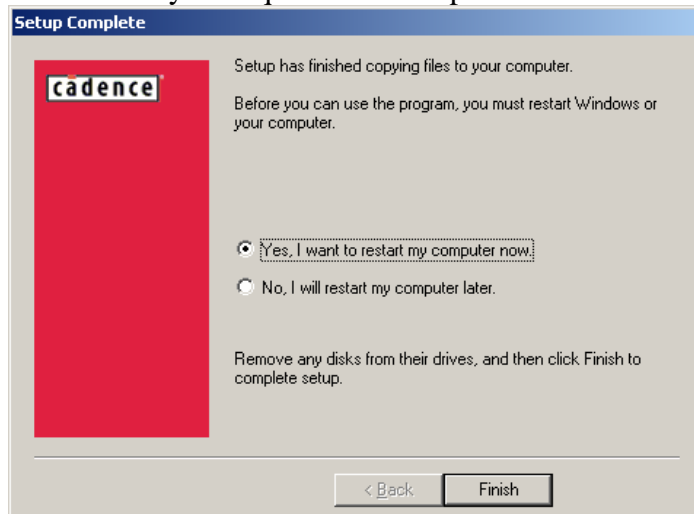 Setup Complete
cadence
Setup has finished copying files to your computer.
Before you can use the program, you must restart Windows or
your computer.
Yes, I want to restart my computer now.
No, I will restart my computer later.
Remove any disks from their drives, and then click Finish to
complete setup.
< Back
Finish